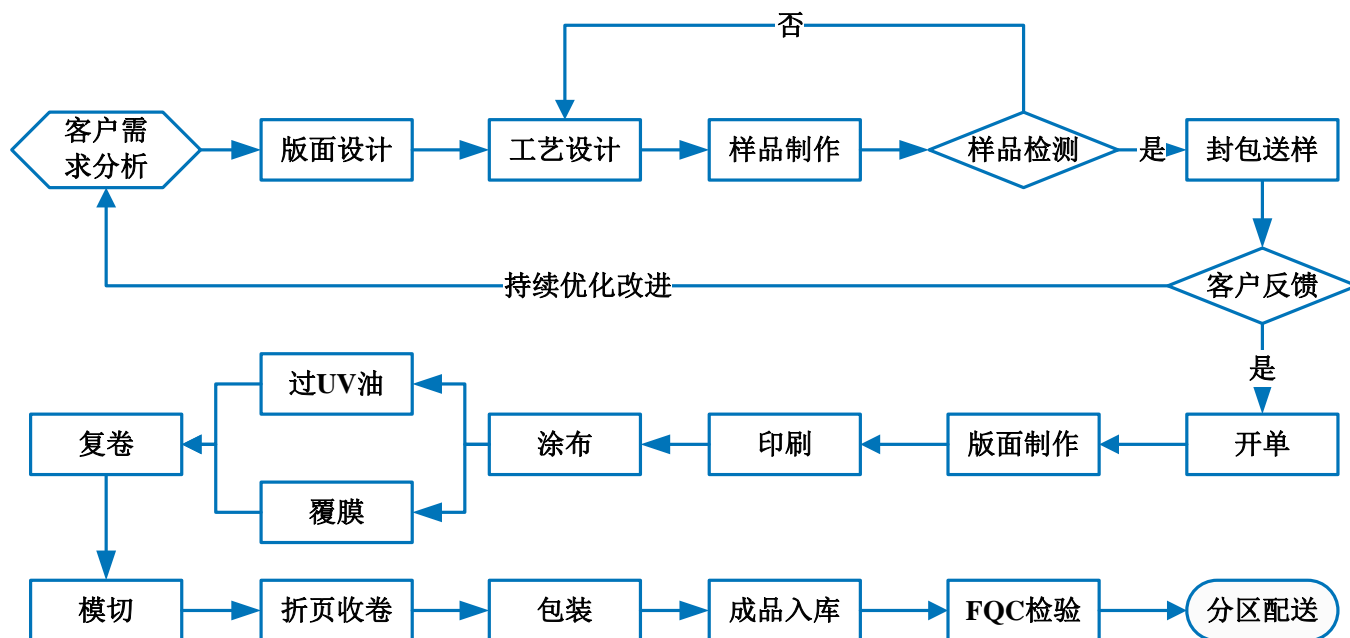 否
客户需
求分析
版面设计
工艺设计
样品制作
样品检测
是
封包送样
持续优化改进
客户反馈
是
过UV油
复卷
涂布
印刷
版面制作
开单
覆膜
模切
折页收卷
包装
成品入库
FQC检验
分区配送